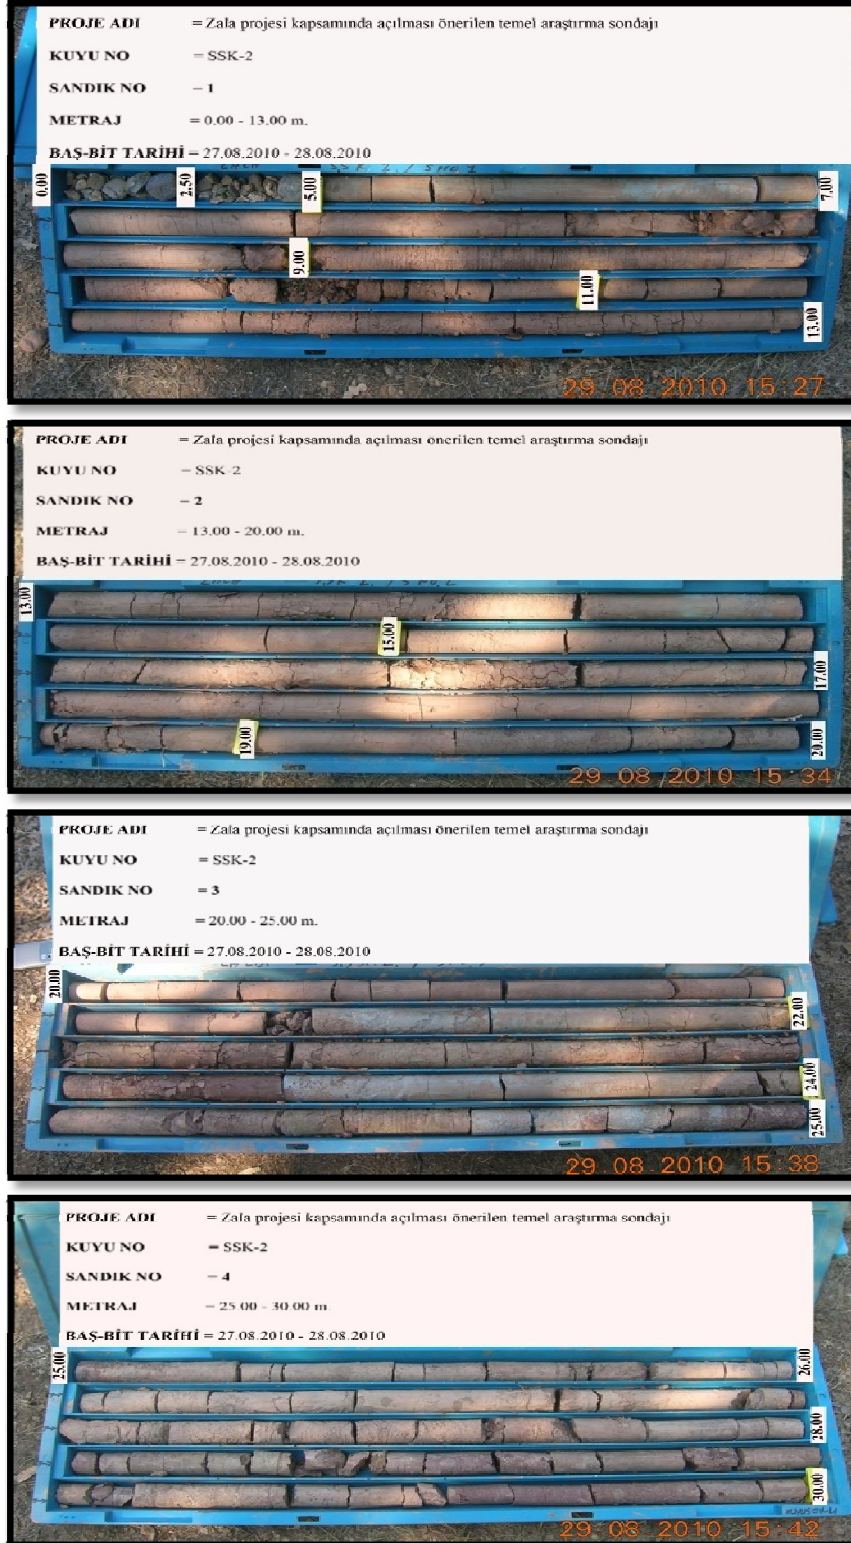 PROJE ADI = Zala projesi kapsamında açılması önerilen temel araştırma sondajı
KUYU NO = SSK-2
SANDIK NO = 1
METRAJ = 0.00 - 13.00 m.
BAŞ-BİT TARİHİ = 27.08.2010 - 28.08.2010
0.00 2.50 5.00 7.00
9.00
11.00
13.00
29.08.2010 15:27
PROJE ADI = Zala projesi kapsamında açılması önerilen temel araştırma sondajı
KUYU NO = SSK-2
SANDIK NO = 2
METRAJ = 13.00 - 20.00 m.
BAŞ-BİT TARİHİ = 27.08.2010 - 28.08.2010
13.00
15.00
17.00
19.00 20.00
29 08 2010 15:34
PROJE ADI = Zala projesi kapsamında açılması önerilen temel araştırma sondajı
KUYU NO = SSK-2
SANDIK NO = 3
METRAJ = 20.00 - 25.00 m.
BAŞ-BİT TARİHİ = 27.08.2010 - 28.08.2010
20.00
22.00
24.00
25.00
29.08.2010 15:38
PROJE ADI = Zala projesi kapsamında açılması önerilen temel araştırma sondajı
KUYU NO = SSK-2
SANDIK NO = 4
METRAJ = 25.00 - 30.00 m.
BAŞ-BİT TARİHİ = 27.08.2010 - 28.08.2010
25.00 26.00
28.00
30.00
29 08 2010 15:42